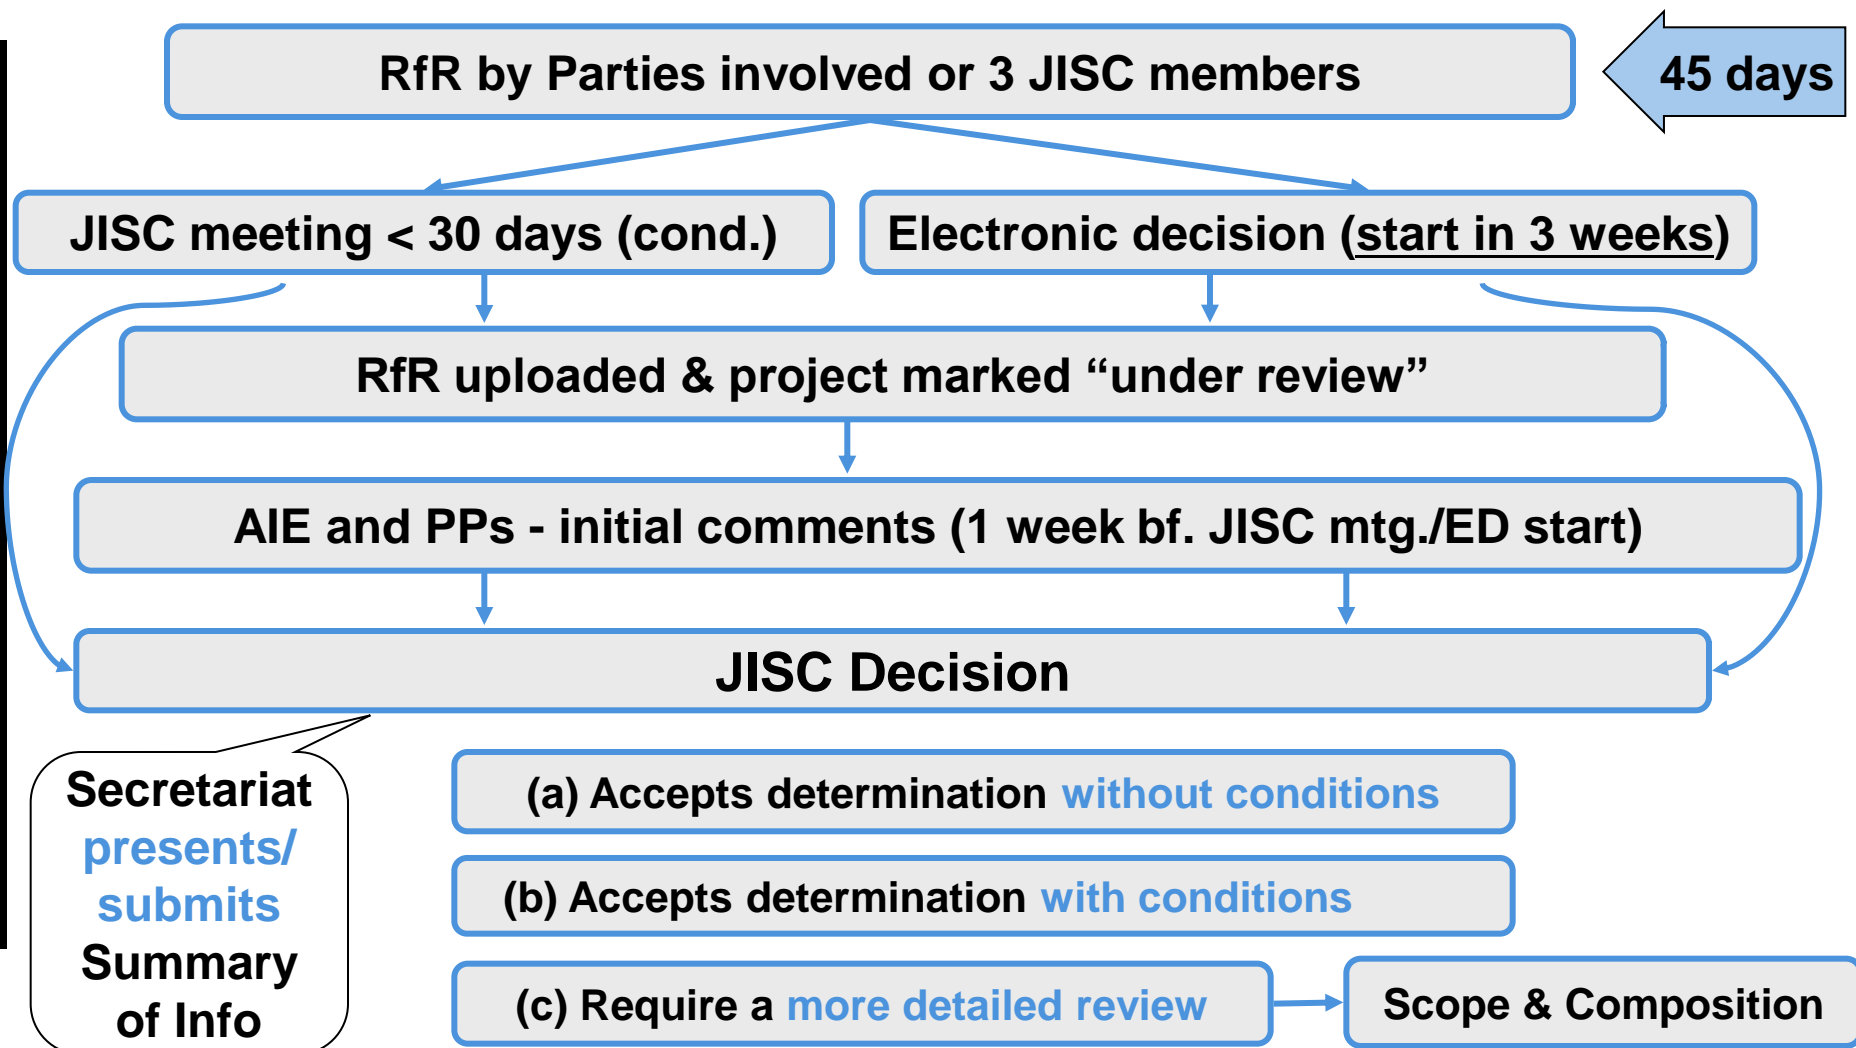 RfR by Parties involved or 3 JISC members
45 days
JISC meeting < 30 days (cond.)
Electronic decision (start in 3 weeks)
RfR uploaded & project marked “under review”
AIE and PPs - initial comments (1 week bf. JISC mtg./ED start)
JISC Decision
Secretariat
presents/
submits
Summary
of Info
(a) Accepts determination without conditions
(b) Accepts determination with conditions
(c) Require a more detailed review
Scope & Composition